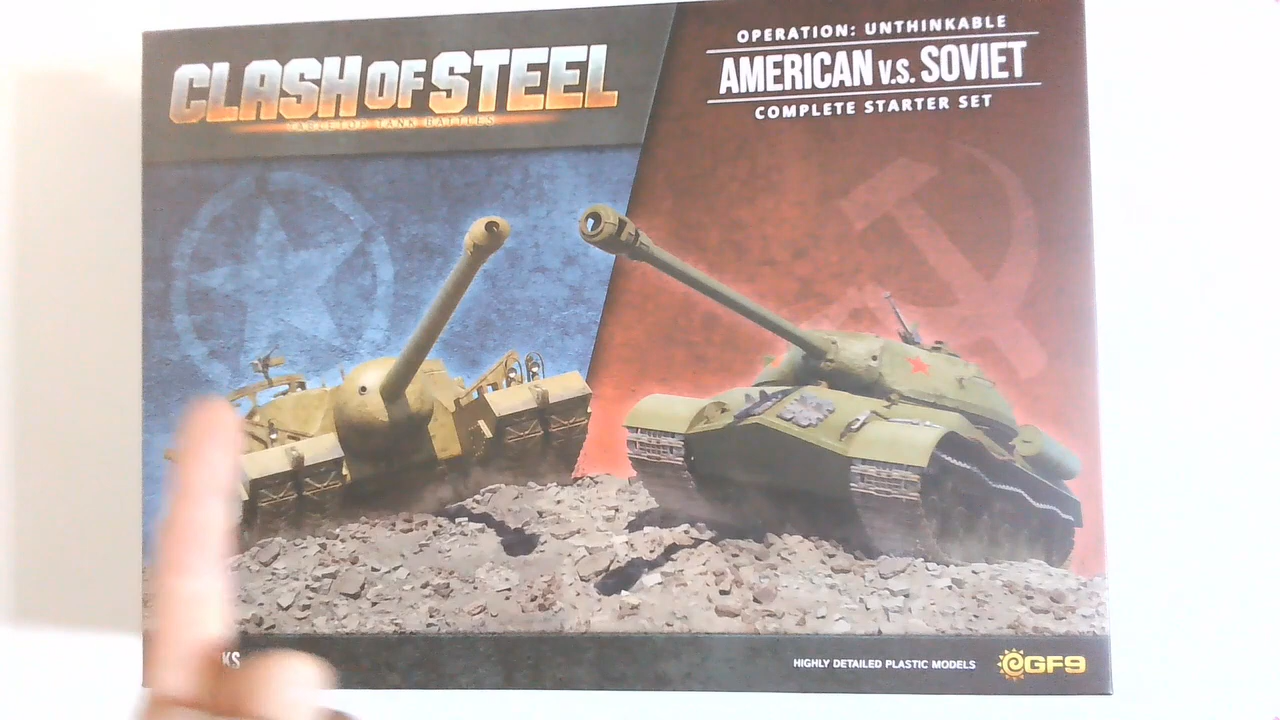 CLASH OF STEEL
TABLETOP TANK BATTLES
OPERATION: UNTHINKABLE
AMERICAN V.S. SOVIET
COMPLETE STARTER SET
HIGHLY DETAILED PLASTIC MODELS
GF9